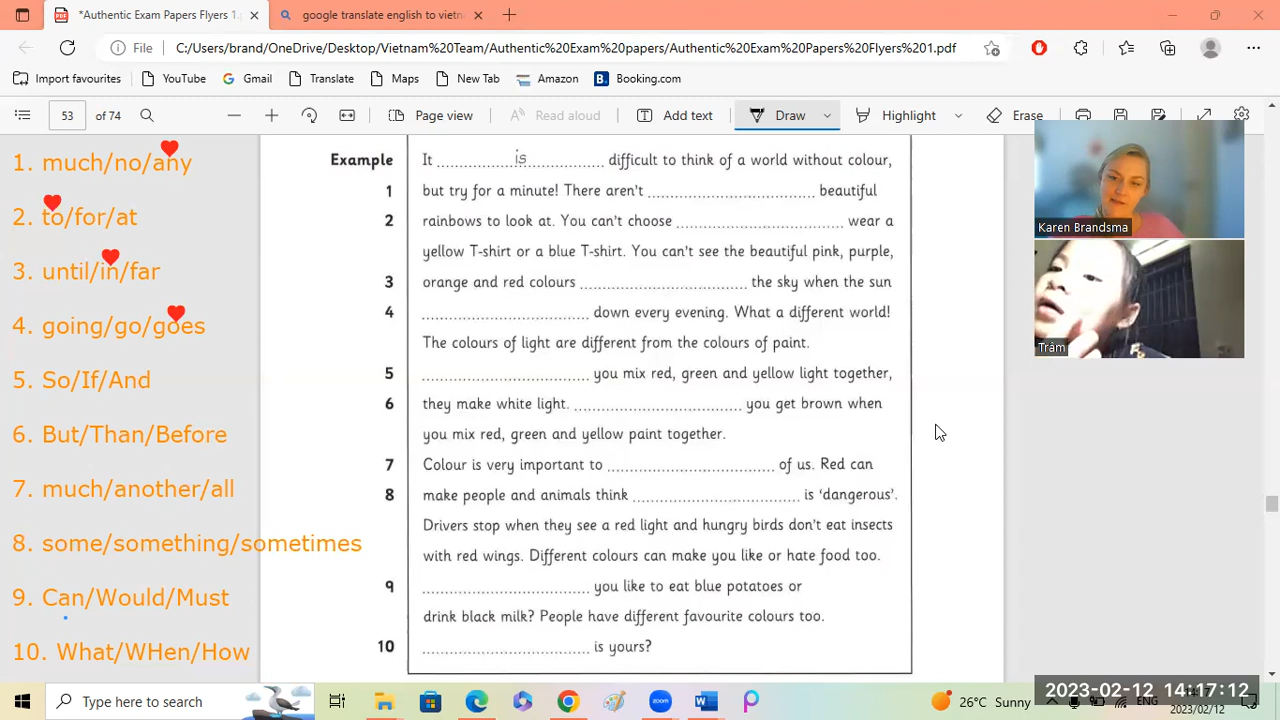 *Authentic Exam Papers Flyers 1.p
google translate english to vietn
File
C:/Users/brand/OneDrive/Desktop/Vietnam%20Team/Authentic%20Exam%20papers/Authentic%20Exam%20Papers%20Flyers%201.pdf
Import favourites
YouTube
Gmail
Translate
Maps
New Tab
Amazon
B.
Booking.com
53
of 74
Page view
Read aloud
Add text
Draw
Highlight
Erase
1. much/no/any
2. to/for/at
3. until/in/far
4. going/go/goes
5. So/If/And
6. But/Than/Before
7. much/another/all
8. some/something/sometimes
9. Can/Would/Must
10. What/WHen/How
Example It ........ is ........ difficult to think of a world without colour,
1 but try for a minute! There aren't ................ beautiful
2 rainbows to look at. You can't choose ................ wear a
yellow T-shirt or a blue T-shirt. You can't see the beautiful pink, purple,
3 orange and red colours ................ the sky when the sun
4 ................ down every evening. What a different world!
The colours of light are different from the colours of paint.
5 ................ you mix red, green and yellow light together,
6 they make white light. ................ you get brown when
you mix red, green and yellow paint together.
7 Colour is very important to ................ of us. Red can
8 make people and animals think ................ is ‘dangerous’.
Drivers stop when they see a red light and hungry birds don't eat insects
with red wings. Different colours can make you like or hate food too.
9 ................ you like to eat blue potatoes or
drink black milk? People have different favourite colours too.
10 ................ is yours?
Karen Brandsma
Trâm
Type here to search
26°C Sunny
ENG
2023-02-12 14:17:12
2023/02/12